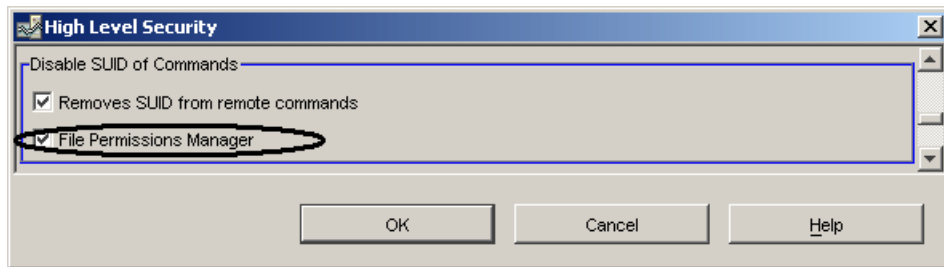 High Level Security
Disable SUID of Commands
Removes SUID from remote commands
File Permissions Manager
OK Cancel Help